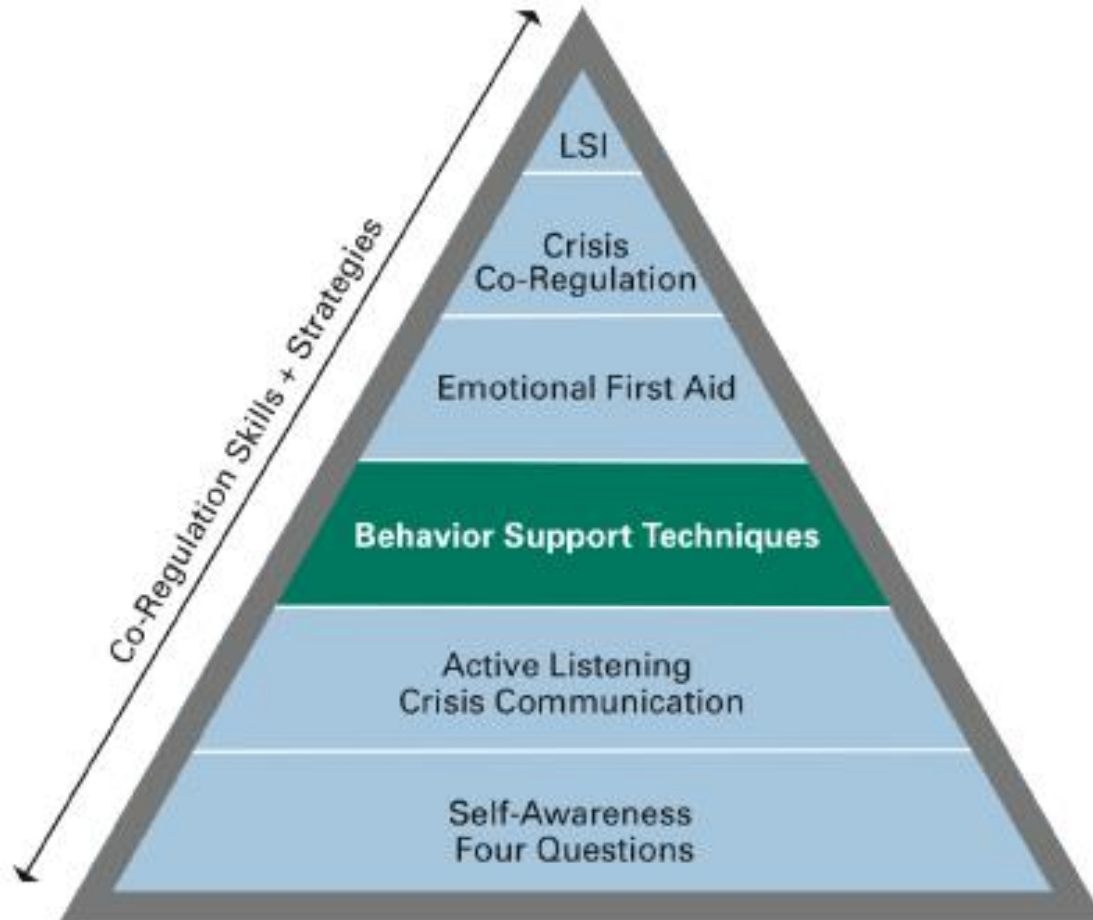 LSI
Crisis
Co-Regulation
Emotional First Aid
Behavior Support Techniques
Active Listening
Crisis Communication
Self-Awareness
Four Questions
Co-Regulation Skills + Strategies